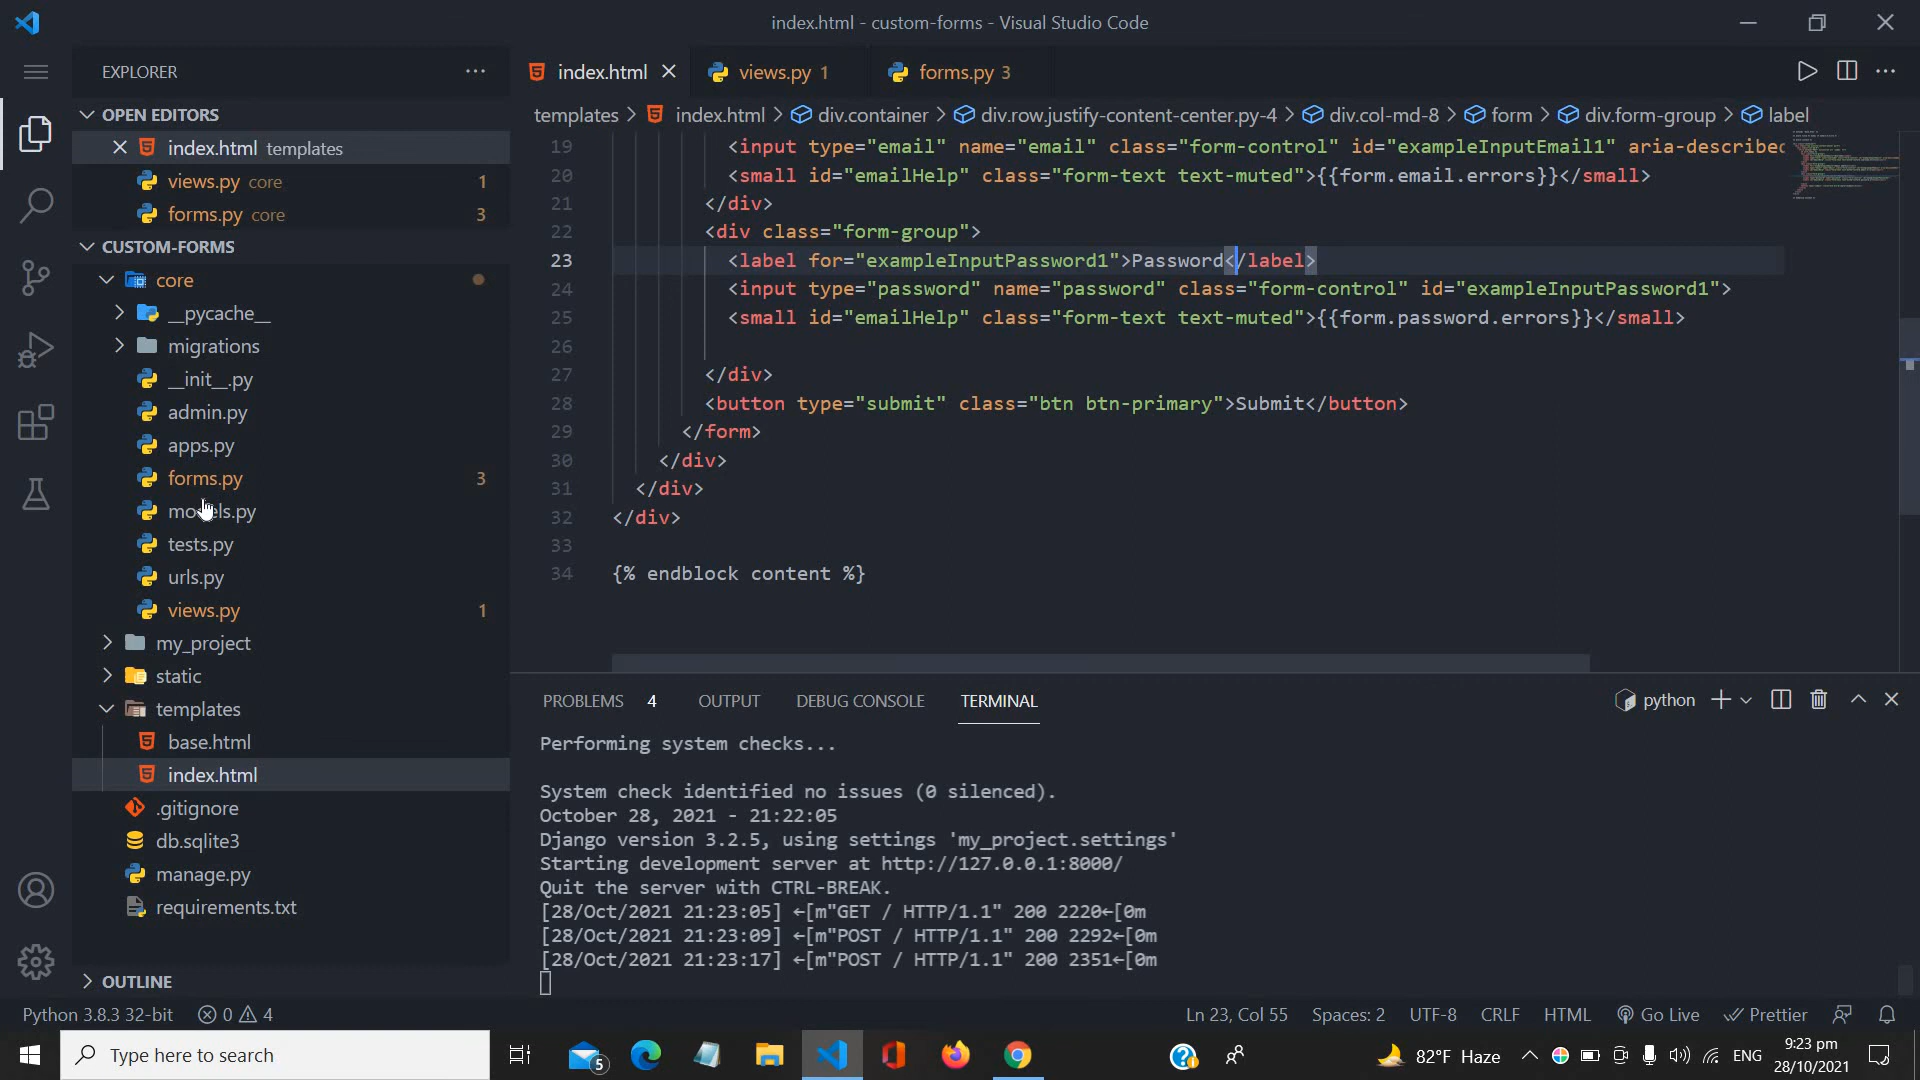 index.html - custom-forms - Visual Studio Code
EXPLORER
OPEN EDITORS
index.html templates
views.py core 1
forms.py core 3
CUSTOM-FORMS
core
__pycache__
migrations
__init__.py
admin.py
apps.py
forms.py 3
models.py
tests.py
urls.py
views.py 1
my_project
static
templates
base.html
index.html
.gitignore
db.sqlite3
manage.py
requirements.txt
OUTLINE
index.html views.py 1 forms.py 3
templates > index.html > div.container > div.row.justify-content-center.py-4 > div.col-md-8 > form > div.form-group > label
19 <input type="email" name="email" class="form-control" id="exampleInputEmail1" aria-described
20 <small id="emailHelp" class="form-text text-muted">{{form.email.errors}}</small>
21 </div>
22 <div class="form-group">
23 <label for="exampleInputPassword1">Password</label>
24 <input type="password" name="password" class="form-control" id="exampleInputPassword1">
25 <small id="emailHelp" class="form-text text-muted">{{form.password.errors}}</small>
26
27 </div>
28 <button type="submit" class="btn btn-primary">Submit</button>
29 </form>
30 </div>
31 </div>
32 </div>
33
34 {% endblock content %}
PROBLEMS 4 OUTPUT DEBUG CONSOLE TERMINAL
python
Performing system checks...
System check identified no issues (0 silenced).
October 28, 2021 - 21:22:05
Django version 3.2.5, using settings 'my_project.settings'
Starting development server at http://127.0.0.1:8000/
Quit the server with CTRL-BREAK.
[28/Oct/2021 21:23:05] ←[m"GET / HTTP/1.1" 200 2220←[0m
[28/Oct/2021 21:23:09] ←[m"POST / HTTP/1.1" 200 2292←[0m
[28/Oct/2021 21:23:17] ←[m"POST / HTTP/1.1" 200 2351←[0m
Python 3.8.3 32-bit 0 4 Ln 23, Col 55 Spaces: 2 UTF-8 CRLF HTML Go Live Prettier
Type here to search
5
82°F Haze
ENG
9:23 pm
28/10/2021